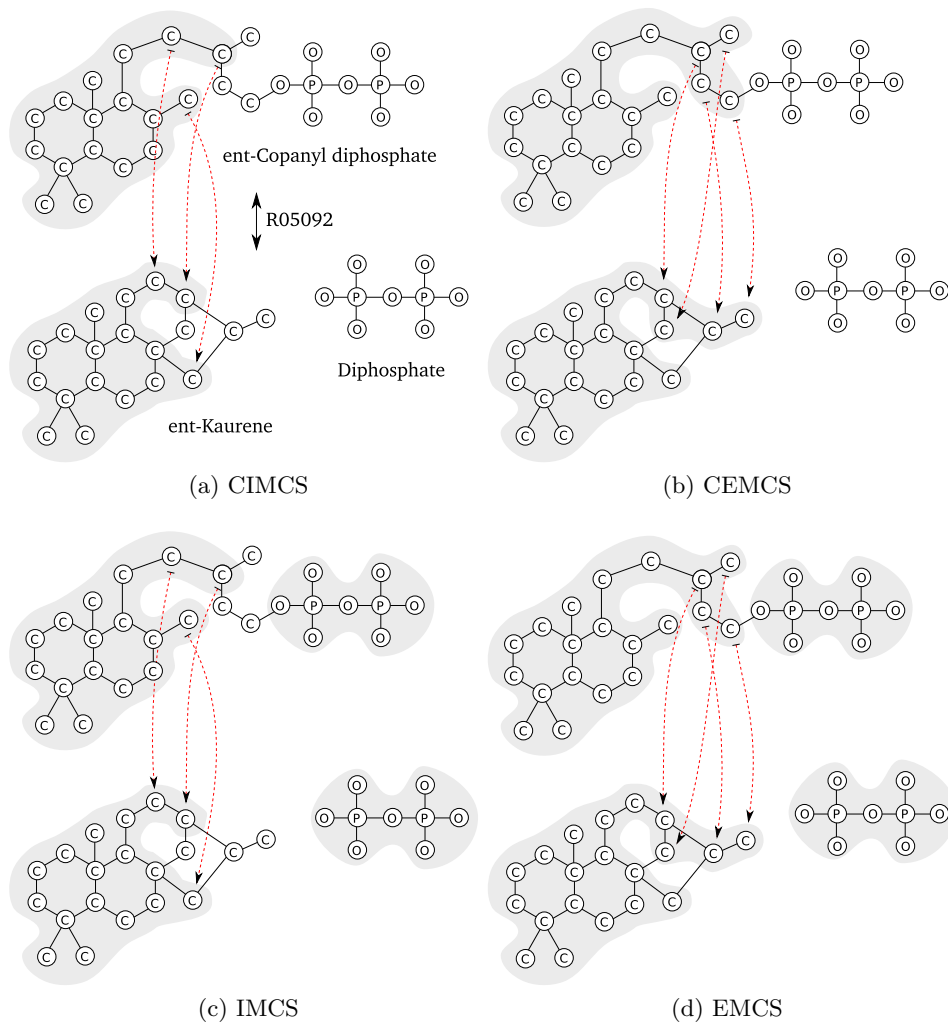 C C
C C O O
C C O P O P O
C C C C
C C C O O
C C C
ent-Copanyl diphosphate
C C
C C
R05092
O O
C
C C O P O P O
C C
C C C C O O
C C C
Diphosphate
C C C C
C C
ent-Kaurene
C C
(a) CIMCS
C C
C C O O
C C O P O P O
C C C C
C C C O O
C C C
C C
C C
O O
C
C C O P O P O
C C
C C C C O O
C C C
C C C C
C C
C C
(b) CEMCS
C C
C C O O
C C O P O P O
C C C C
C C C O O
C C C
C C
C C
O O
C
C C O P O P O
C C
C C C C O O
C C C
C C C C
C C
C C
(c) IMCS
C C
C C O O
C C O P O P O
C C C C
C C C O O
C C C
C C
C C
O O
C
C C O P O P O
C C
C C C C O O
C C C
C C C C
C C
C C
(d) EMCS